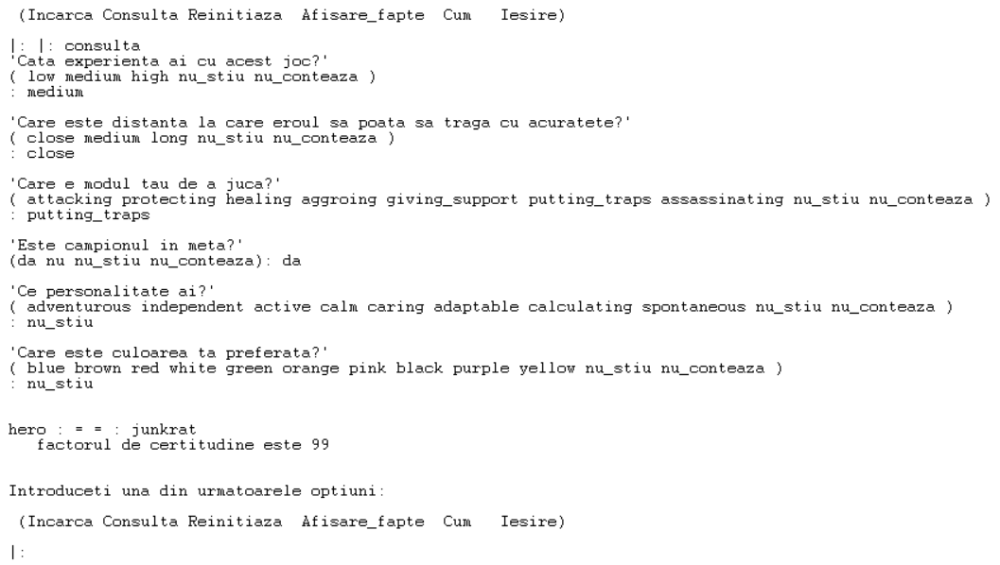 (Incarca Consulta Reinitiaza  Afisare_fapte  Cum   Iesire)
|: |: consulta
'Cata experienta ai cu acest joc?'
( low medium high nu_stiu nu_conteaza )
: medium
'Care este distanta la care eroul sa poata sa traga cu acuratete?'
( close medium long nu_stiu nu_conteaza )
: close
'Care e modul tau de a juca?'
( attacking protecting healing aggroing giving_support putting_traps assassinating nu_stiu nu_conteaza )
: putting_traps
'Este campionul in meta?'
(da nu nu_stiu nu_conteaza): da
'Ce personalitate ai?'
( adventurous independent active calm caring adaptable calculating spontaneous nu_stiu nu_conteaza )
: nu_stiu
'Care este culoarea ta preferata?'
( blue brown red white green orange pink black purple yellow nu_stiu nu_conteaza )
: nu_stiu
hero : = = : junkrat
factorul de certitudine este 99
Introduceti una din urmatoarele optiuni:
(Incarca Consulta Reinitiaza  Afisare_fapte  Cum   Iesire)
|: